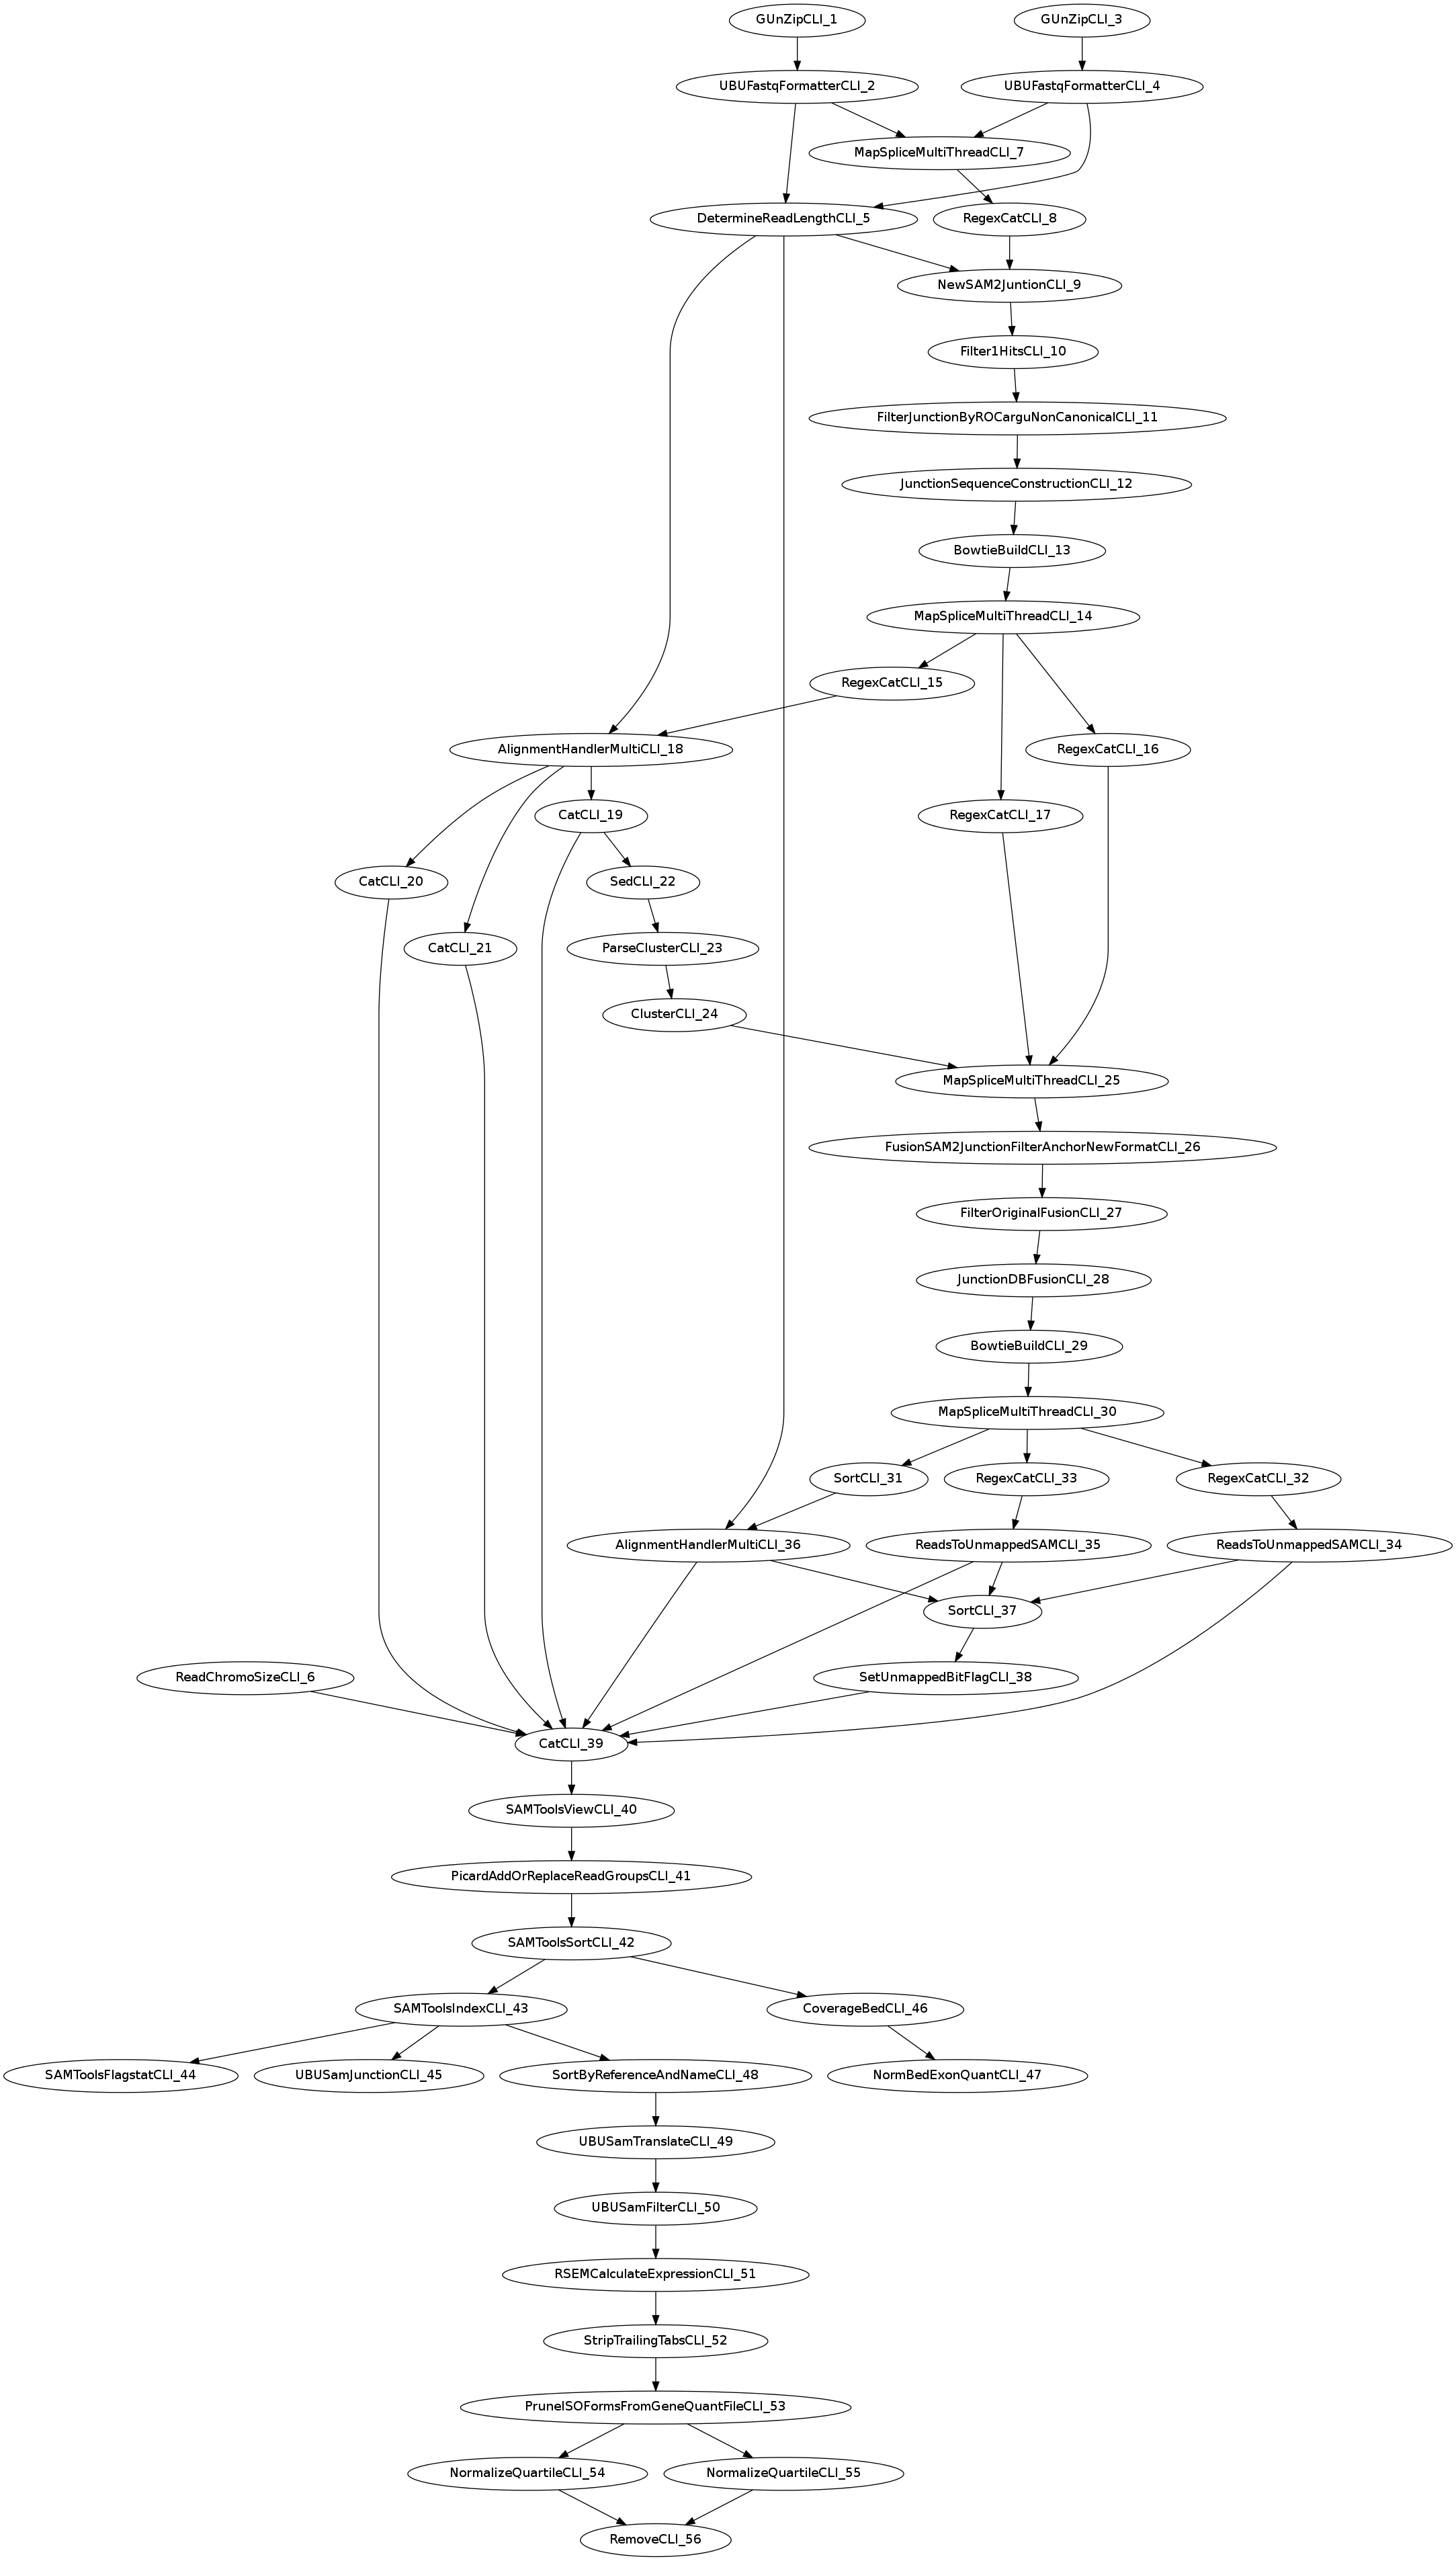 GUnZipCLI_1
GUnZipCLI_3
UBUFastqFormatterCLI_2
UBUFastqFormatterCLI_4
MapSpliceMultiThreadCLI_7
DetermineReadLengthCLI_5
RegexCatCLI_8
NewSAM2JuntionCLI_9
Filter1HitsCLI_10
FilterJunctionByROCarguNonCanonicalCLI_11
JunctionSequenceConstructionCLI_12
BowtieBuildCLI_13
MapSpliceMultiThreadCLI_14
RegexCatCLI_15
AlignmentHandlerMultiCLI_18
RegexCatCLI_16
CatCLI_19
RegexCatCLI_17
CatCLI_20
SedCLI_22
CatCLI_21
ParseClusterCLI_23
ClusterCLI_24
MapSpliceMultiThreadCLI_25
FusionSAM2JunctionFilterAnchorNewFormatCLI_26
FilterOriginalFusionCLI_27
JunctionDBFusionCLI_28
BowtieBuildCLI_29
MapSpliceMultiThreadCLI_30
SortCLI_31
RegexCatCLI_33
RegexCatCLI_32
AlignmentHandlerMultiCLI_36
ReadsToUnmappedSAMCLI_35
ReadsToUnmappedSAMCLI_34
SortCLI_37
ReadChromoSizeCLI_6
SetUnmappedBitFlagCLI_38
CatCLI_39
SAMToolsViewCLI_40
PicardAddOrReplaceReadGroupsCLI_41
SAMToolsSortCLI_42
SAMToolsIndexCLI_43
CoverageBedCLI_46
SAMToolsFlagstatCLI_44
UBUSamJunctionCLI_45
SortByReferenceAndNameCLI_48
NormBedExonQuantCLI_47
UBUSamTranslateCLI_49
UBUSamFilterCLI_50
RSEMCalculateExpressionCLI_51
StripTrailingTabsCLI_52
PruneISOFormsFromGeneQuantFileCLI_53
NormalizeQuartileCLI_54
NormalizeQuartileCLI_55
RemoveCLI_56